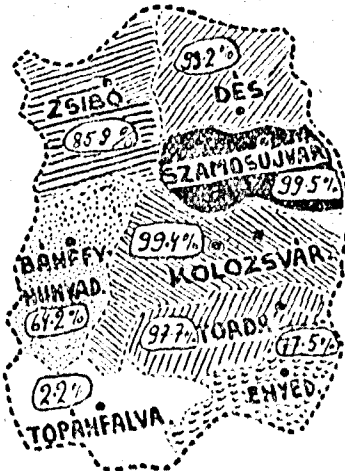 99.2%
DÉS.
ZSIBÓ
85.9%
SZAMOSUJVÁR
99.5%
99.4%
KOLOZSVÁR.
BÁNFFY-
HUNYAD.
64.2%
97.7%
TORDA
77.5%
ENYED.
2.2%
TOPÁNFALVA